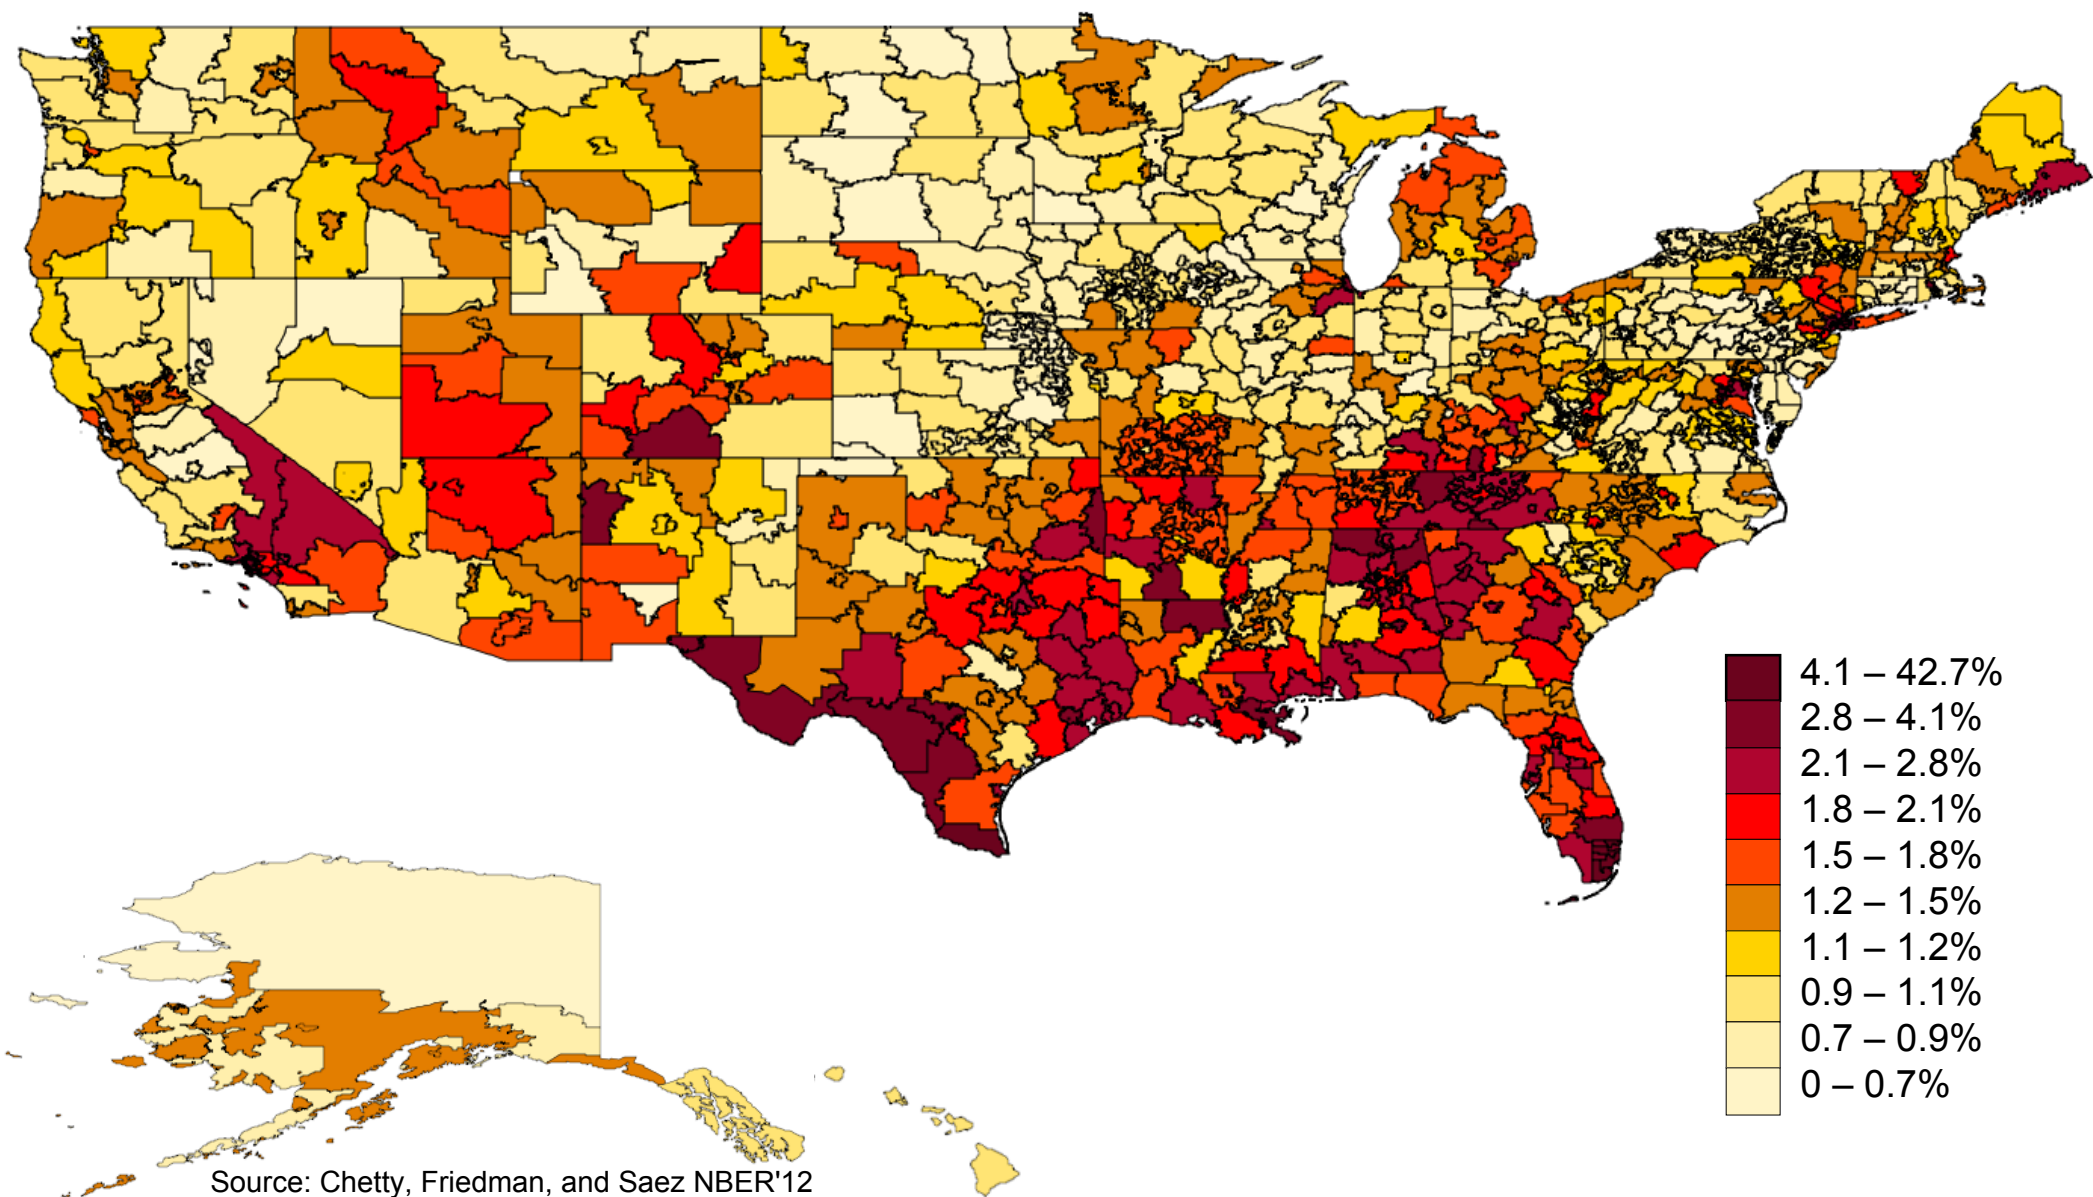 4.1 – 42.7%
2.8 – 4.1%
2.1 – 2.8%
1.8 – 2.1%
1.5 – 1.8%
1.2 – 1.5%
1.1 – 1.2%
0.9 – 1.1%
0.7 – 0.9%
0 – 0.7%
Source: Chetty, Friedman, and Saez NBER'12